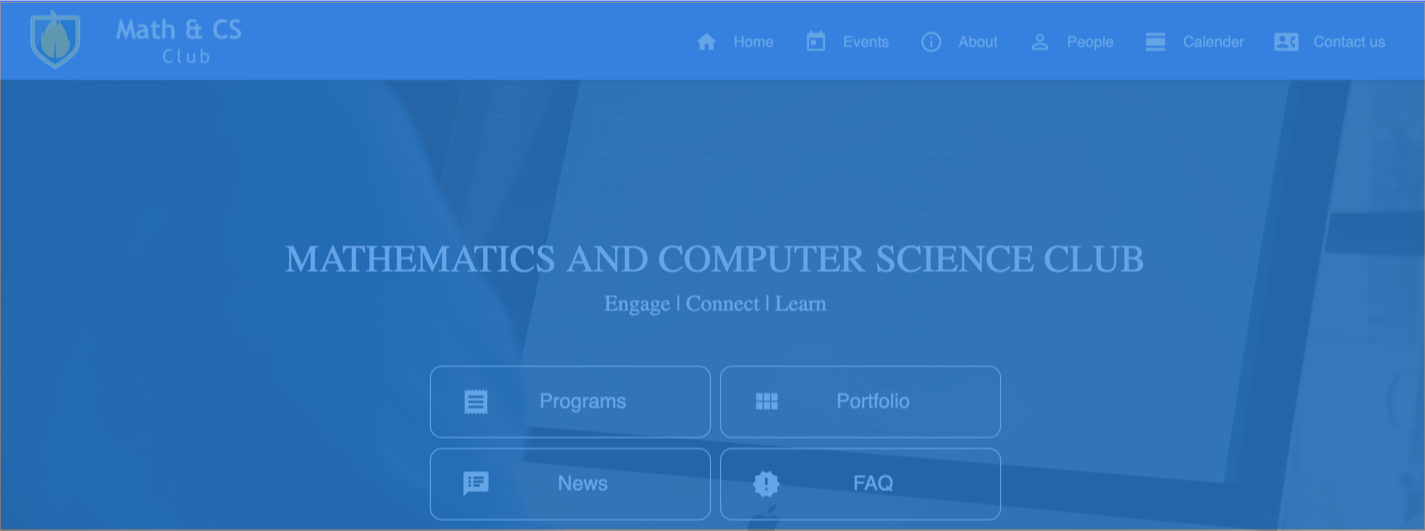 Math & CS
Club
Home
Events
About
People
Calender
Contact us
MATHEMATICS AND COMPUTER SCIENCE CLUB
Engage | Connect | Learn
Programs
Portfolio
News
FAQ